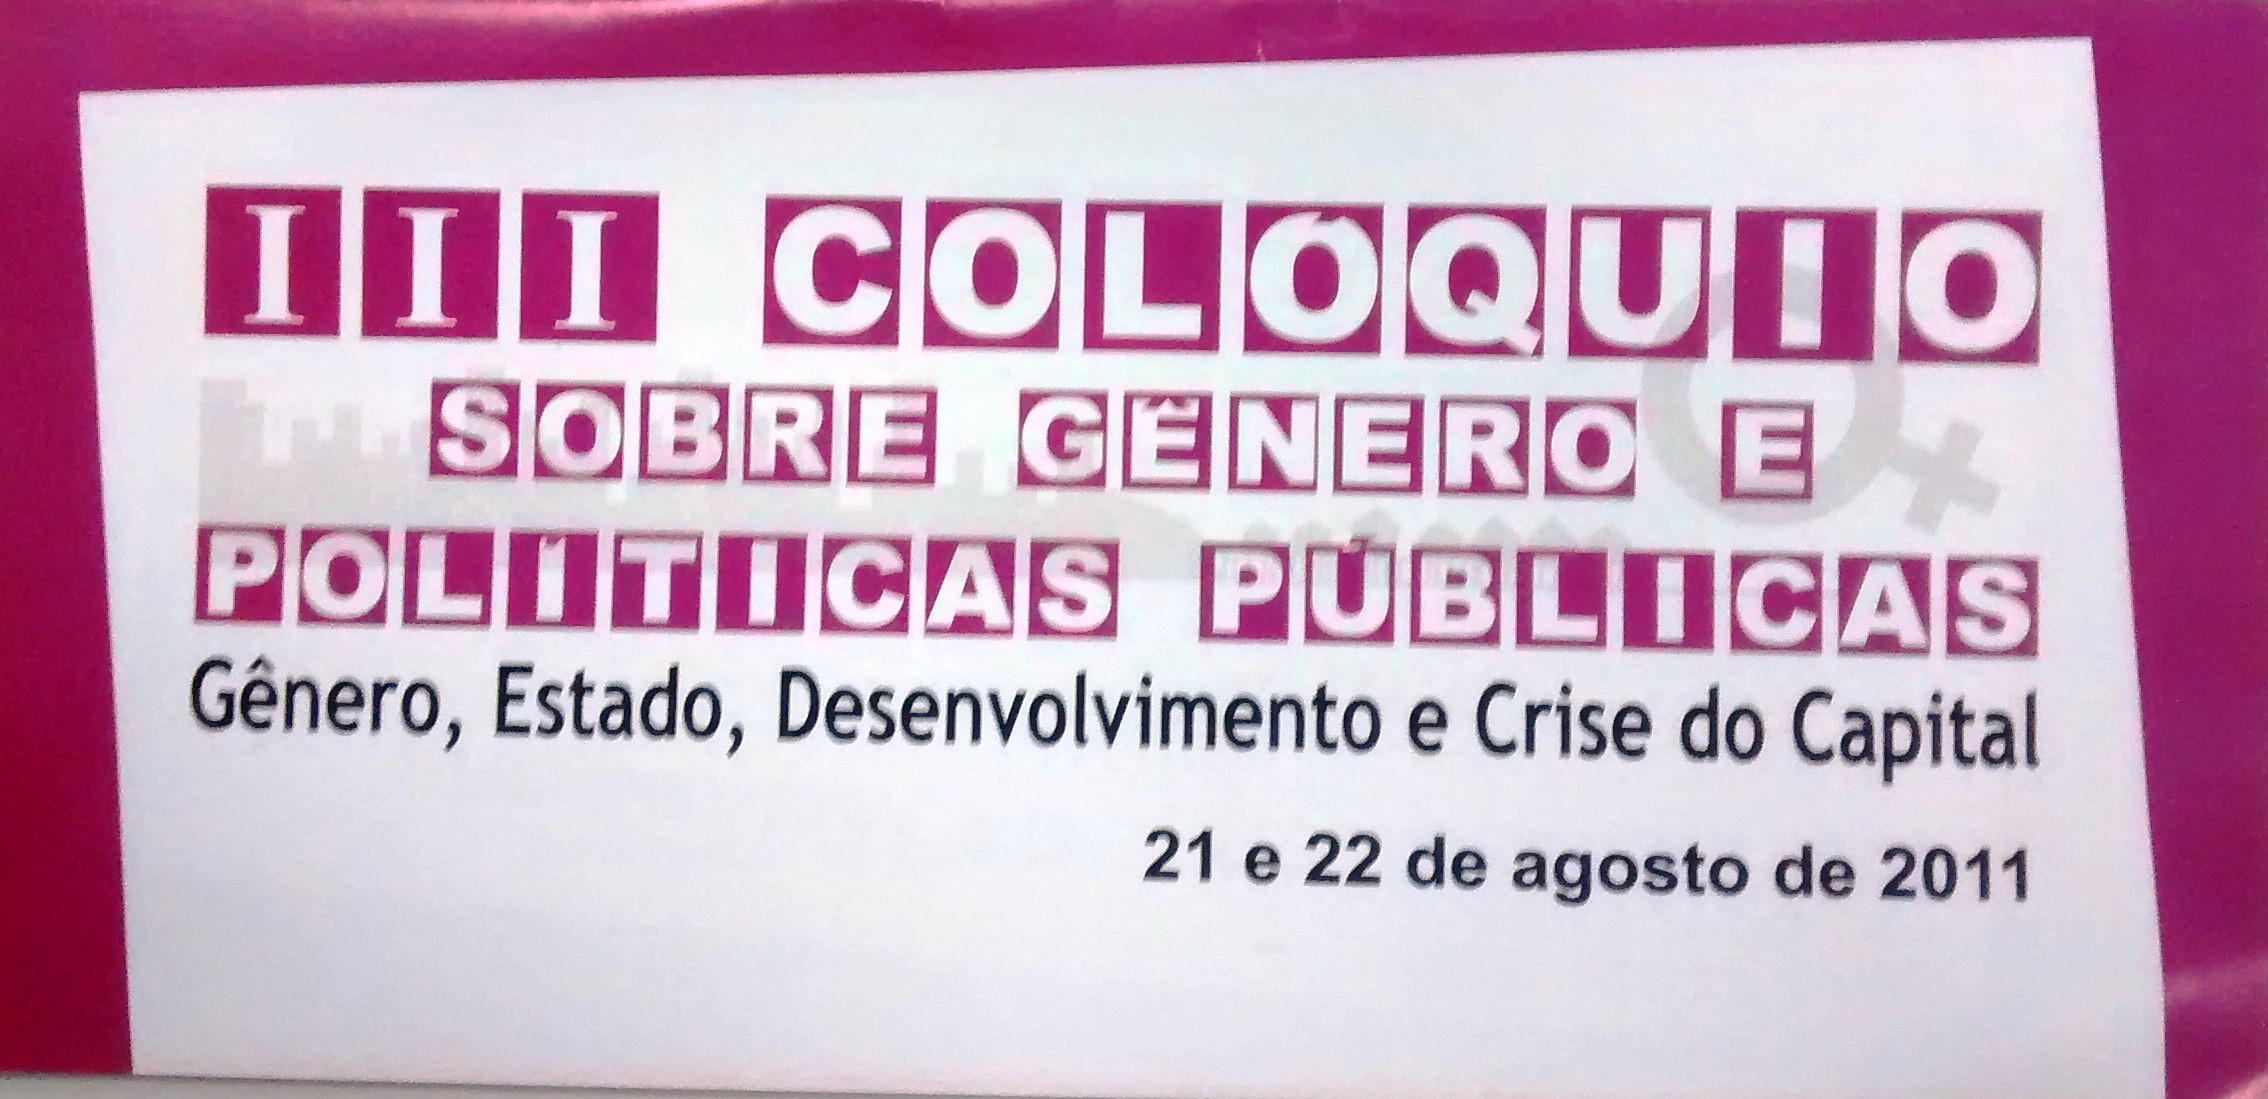 III COLÓQUIO
SOBRE GÊNERO E
POLÍTICAS PÚBLICAS
Gênero, Estado, Desenvolvimento e Crise do Capital
21 e 22 de agosto de 2011